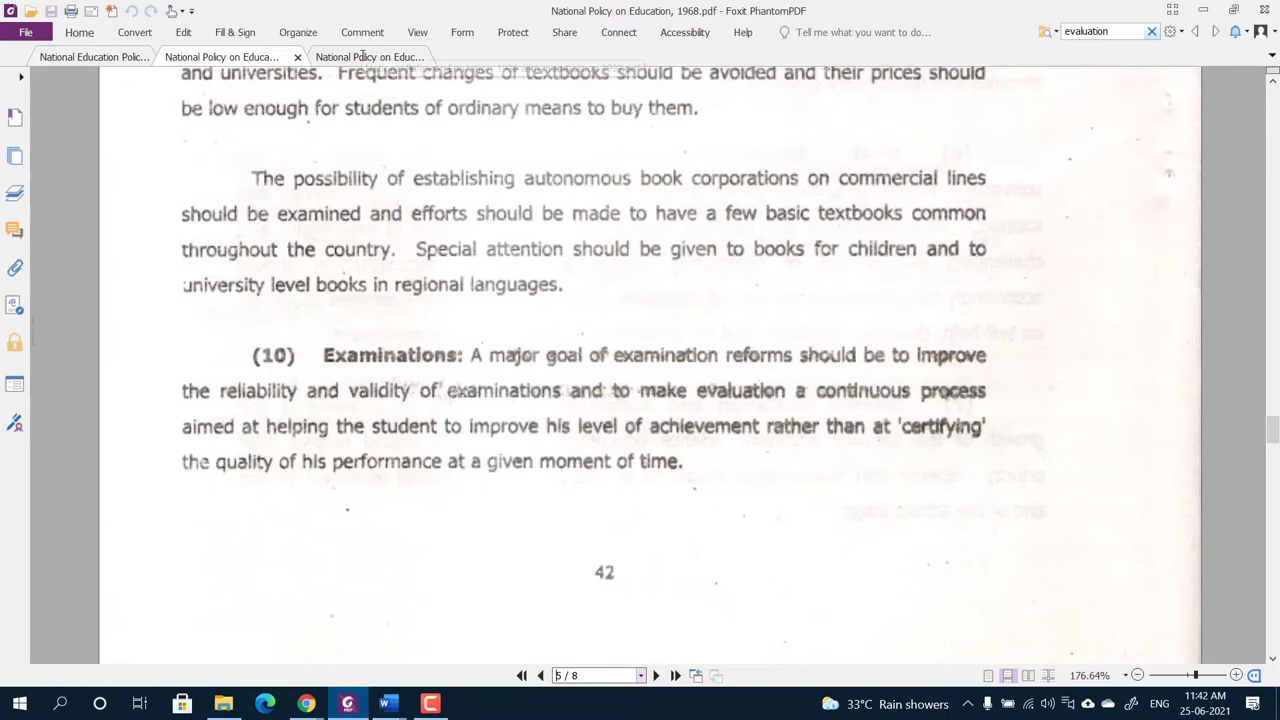 National Policy on Education, 1968.pdf - Foxit PhantomPDF
File Home Convert Edit Fill & Sign Organize Comment View Form Protect Share Connect Accessibility Help Tell me what you want to do... evaluation
National Education Polic... National Policy on Educa... National Policy on Educ...
and universities. Frequent changes of textbooks should be avoided and their prices should
be low enough for students of ordinary means to buy them.
The possibility of establishing autonomous book corporations on commercial lines
should be examined and efforts should be made to have a few basic textbooks common
throughout the country. Special attention should be given to books for children and to
university level books in regional languages.
(10) Examinations: A major goal of examination reforms should be to improve
the reliability and validity of examinations and to make evaluation a continuous process
aimed at helping the student to improve his level of achievement rather than at 'certifying'
the quality of his performance at a given moment of time.
42
5 / 8 176.64%
33°C Rain showers ENG 11:42 AM
25-06-2021